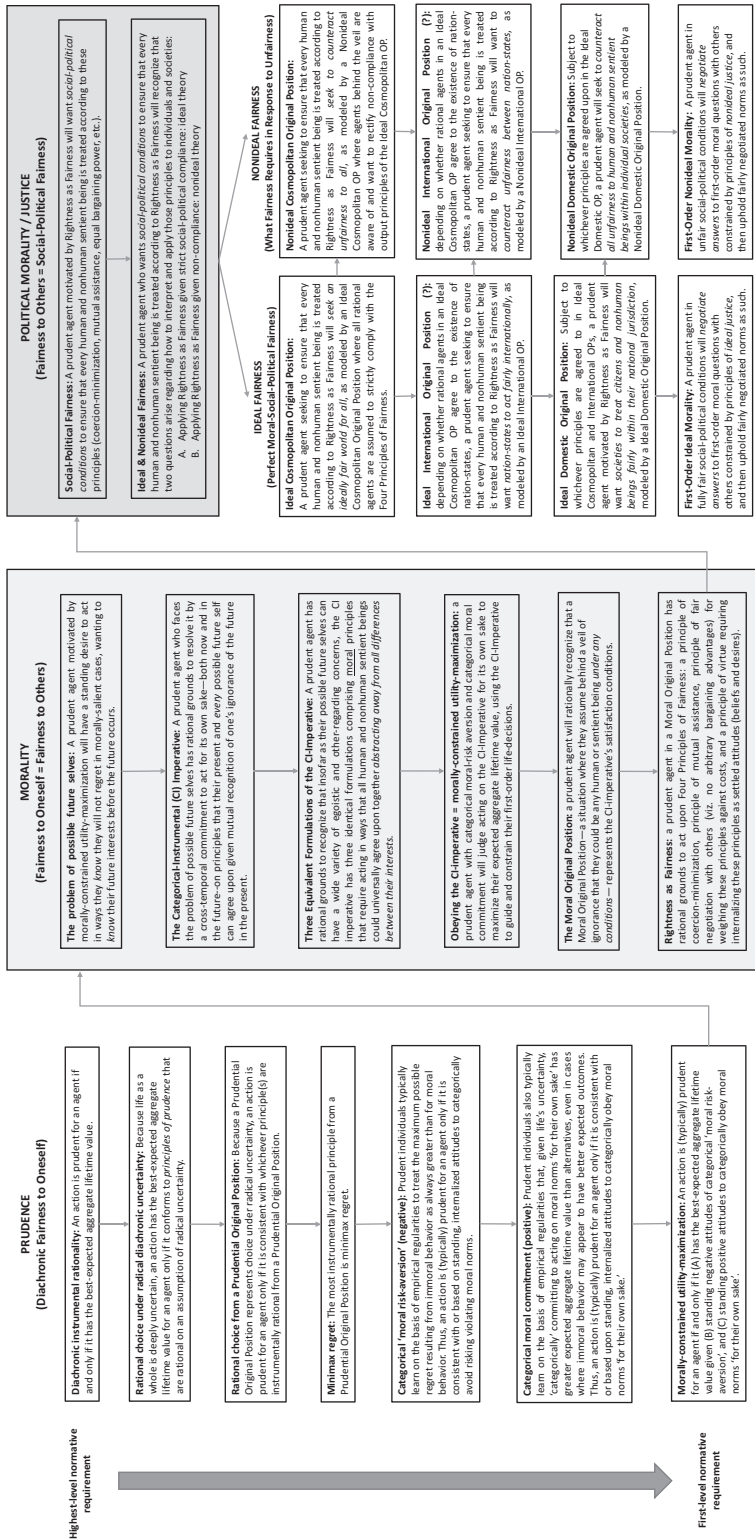 Highest-level normative
requirement
First-level normative
requirement
PRUDENCE
(Diachronic Fairness to Oneself)
Diachronic instrumental rationality: An action is prudent for an agent if
and only if it has the best-expected aggregate lifetime value.
Rational choice under radical diachronic uncertainty: Because life as a
whole is deeply uncertain, an action has the best-expected aggregate
lifetime value for an agent only if it conforms to principles of prudence that
are rational on an assumption of radical uncertainty.
Rational choice from a Prudential Original Position: Because a Prudential
Original Position represents choice under radical uncertainty, an action is
prudent for an agent only if it is consistent with whichever principle(s) are
instrumentally rational from a Prudential Original Position.
Minimax regret: The most instrumentally rational principle from a
Prudential Original Position is minimax regret.
Categorical 'moral risk-aversion' (negative): Prudent individuals typically
learn on the basis of empirical regularities to treat the maximum possible
regret resulting from immoral behavior as always greater than for moral
behavior. Thus, an action is (typically) prudent for an agent only if it is
consistent with or based on standing, internalized attitudes to categorically
avoid risking violating moral norms.
Categorical moral commitment (positive): Prudent individuals also typically
learn on the basis of empirical regularities that, given life's uncertainty,
'categorically' committing to acting on moral norms 'for their own sake' has
greater expected aggregate lifetime value than alternatives, even in cases
where immoral behavior may appear to have better expected outcomes.
Thus, an action is (typically) prudent for an agent only if it is consistent with
or based upon standing, internalized attitudes to categorically obey moral
norms 'for their own sake.'
Morally-constrained utility-maximization: An action is (typically) prudent
for an agent if and only if it (A) has the best-expected aggregate lifetime
value given (B) standing negative attitudes of categorical 'moral risk-
aversion', and (C) standing positive attitudes to categorically obey moral
norms 'for their own sake'.
MORALITY
(Fairness to Oneself = Fairness to Others)
The problem of possible future selves: A prudent agent motivated by
morally-constrained utility-maximization will have a standing desire to act
in ways they know they will not regret in morally-salient cases, wanting to
know their future interests before the future occurs.
The Categorical-Instrumental (CI) Imperative: A prudent agent who faces
the problem of possible future selves has rational grounds to resolve it by
a cross-temporal commitment to act for its own sake—both now and in
the future–on principles that their present and every possible future self
can agree upon given mutual recognition of one's ignorance of the future
in the present.
Three Equivalent Formulations of the CI-Imperative: A prudent agent has
rational grounds to recognize that insofar as their possible future selves can
have a wide variety of egoistic and other-regarding concerns, the CI
imperative has three identical formulations comprising moral principles
that require acting in ways that all human and nonhuman sentient beings
could universally agree upon together abstracting away from all differences
between their interests.
Obeying the CI-Imperative = morally-constrained utility-maximization: a
prudent agent with categorical moral-risk aversion and categorical moral
commitment will judge acting on the CI-Imperative for its own sake to
maximize their expected aggregate lifetime value, using the CI-Imperative
to guide and constrain their first-order life-decisions.
The Moral Original Position: a prudent agent will rationally recognize that a
Moral Original Position—a situation where they assume behind a veil of
ignorance that they could be any human or sentient being under any
conditions — represents the CI-Imperative's satisfaction conditions.
Rightness as Fairness: a prudent agent in a Moral Original Position has
rational grounds to act upon Four Principles of Fairness: a principle of
coercion-minimization, principle of mutual assistance, principle of fair
negotiation with others (viz. no arbitrary bargaining advantages) for
weighing these principles against costs, and a principle of virtue requiring
internalizing these principles as settled attitudes (beliefs and desires).
POLITICAL MORALITY / JUSTICE
(Fairness to Others = Social-Political Fairness)
Social-Political Fairness: A prudent agent motivated by Rightness as Fairness will want social-political
conditions to ensure that every human and nonhuman sentient being is treated according to these
principles (coercion-minimization, mutual assistance, equal bargaining power, etc.).
Ideal & Nonideal Fairness: A prudent agent who wants social-political conditions to ensure that every
human and nonhuman sentient being is treated according to Rightness as Fairness will recognize that
two questions arise regarding how to interpret and apply those principles to individuals and societies:
A. Applying Rightness as Fairness given strict social-political compliance: ideal theory
B. Applying Rightness as Fairness given non-compliance: nonideal theory
IDEAL FAIRNESS
(Perfect Moral-Social-Political Fairness)
Ideal Cosmopolitan Original Position:
A prudent agent seeking to ensure that every
human and nonhuman sentient being is treated
according to Rightness as Fairness will seek an
ideally fair world for all, as modeled by an Ideal
Cosmopolitan Original Position where all rational
agents are assumed to strictly comply with the
Four Principles of Fairness.
Ideal International Original Position (?):
depending on whether rational agents in an Ideal
Cosmopolitan OP agree to the existence of
nation-states, a prudent agent seeking to ensure
that every human and nonhuman sentient being
is treated according to Rightness as Fairness will
want nation-states to act fairly internationally, as
modeled by an Ideal International OP.
Ideal Domestic Original Position: Subject to
whichever principles are agreed to in Ideal
Cosmopolitan and International OPs, a prudent
agent motivated by Rightness as Fairness will
want societies to treat citizens and nonhuman
beings fairly within their national jurisdiction,
modeled by a Ideal Domestic Original Position.
First-Order Ideal Morality: A prudent agent in
fully fair social-political conditions will negotiate
answers to first-order moral questions with
others constrained by principles of ideal justice,
and then uphold fairly negotiated norms as such.
NONIDEAL FAIRNESS
(What Fairness Requires in Response to Unfairness)
Nonideal Cosmopolitan Original Position:
A prudent agent seeking to ensure that every human
and nonhuman sentient being is treated according to
Rightness as Fairness will seek to counteract
unfairness to all, as modeled by a Nonideal
Cosmopolitan OP where agents behind the veil are
aware of and want to rectify non-compliance with
output principles of the Ideal Cosmopolitan OP.
Nonideal International Original Position (?):
depending on whether rational agents in an Ideal
Cosmopolitan OP agree to the existence of nation-
states, a prudent agent seeking to ensure that every
human and nonhuman sentient being is treated
according to Rightness as Fairness will want to
counteract unfairness between nation-states, as
modeled by a Nonideal International OP.
Nonideal Domestic Original Position: Subject to
whichever principles are agreed upon in the Ideal
Domestic OP, a prudent agent will seek to counteract
all unfairness to human and nonhuman sentient
beings within individual societies, as modeled by a
Nonideal Domestic Original Position.
First-Order Nonideal Morality: A prudent agent in
unfair social-political conditions will negotiate
answers to first-order moral questions with others
constrained by principles of nonideal justice, and
then uphold fairly negotiated norms as such.